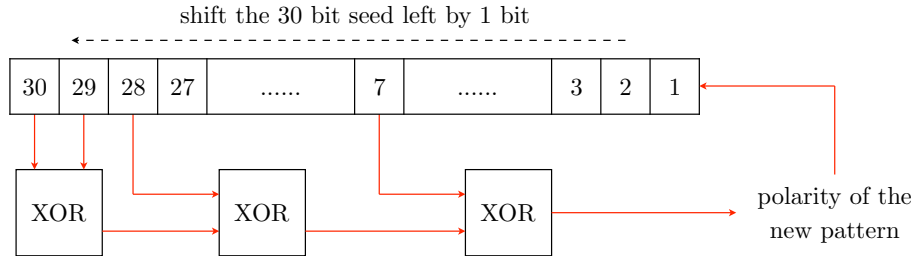 shift the 30 bit seed left by 1 bit
30 29 28 27 ...... 7 ...... 3 2 1
XOR XOR XOR
polarity of the
new pattern